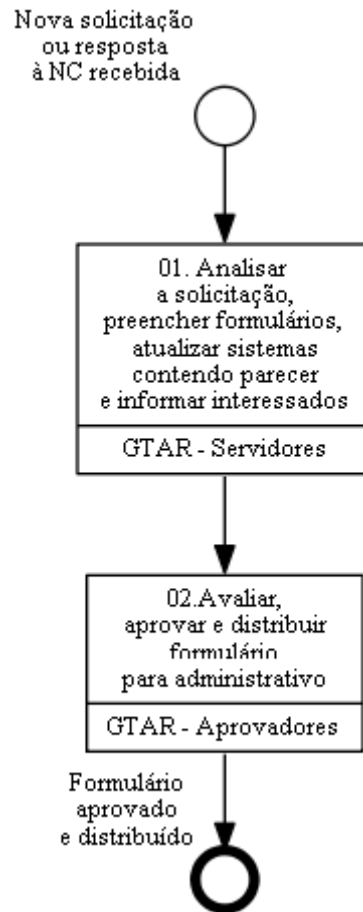 Nova solicitação
ou resposta
à NC recebida
01. Analisar
a solicitação,
preencher formulários,
atualizar sistemas
contendo parecer
e informar interessados
GTAR - Servidores
02.Avaliar,
aprovar e distribuir
formulário
para administrativo
GTAR - Aprovadores
Formulário
aprovado
e distribuído